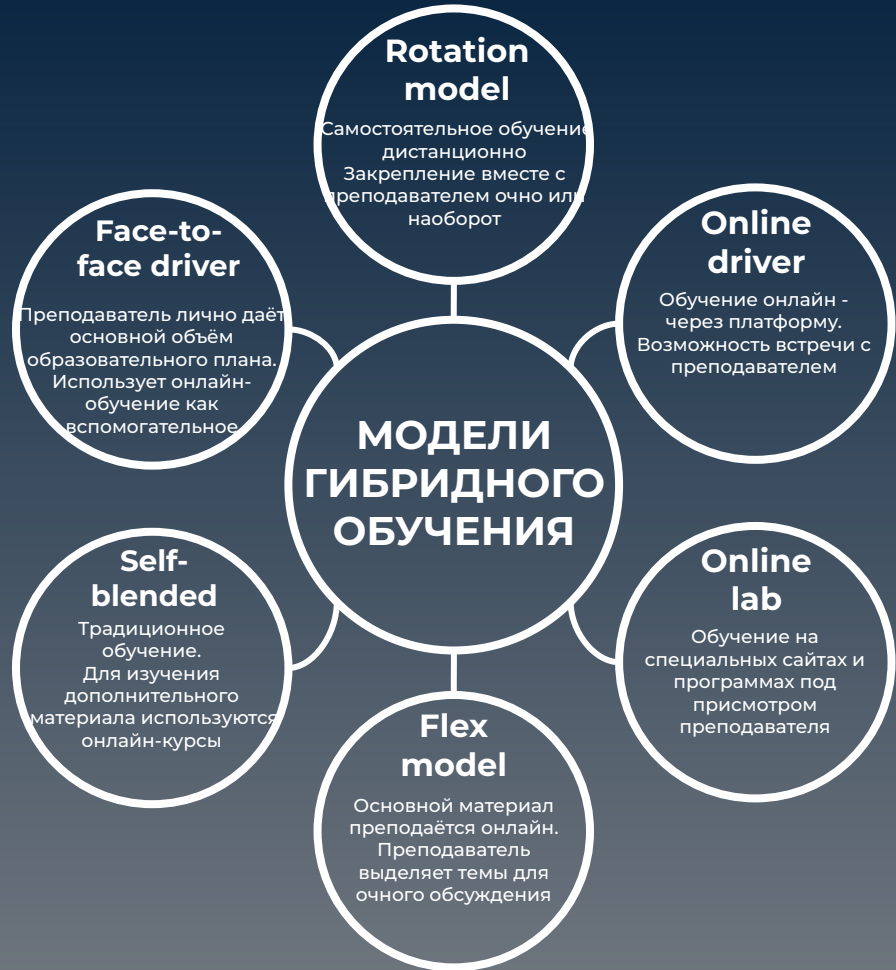 Rotation
model
Самостоятельное обучение
дистанционно
Закрепление вместе с
преподавателем очно или
наоборот
Face-to-
face driver
Преподаватель лично даёт
основной объём
образовательного плана.
Использует онлайн-
обучение как
вспомогательное
Online
driver
Обучение онлайн -
через платформу.
Возможность встречи с
преподавателем
МОДЕЛИ
ГИБРИДНОГО
ОБУЧЕНИЯ
Self-
blended
Традиционное
обучение.
Для изучения
дополнительного
материала используются
онлайн-курсы
Online
lab
Обучение на
специальных сайтах и
программах под
присмотром
преподавателя
Flex
model
Основной материал
преподаётся онлайн.
Преподаватель
выделяет темы для
очного обсуждения